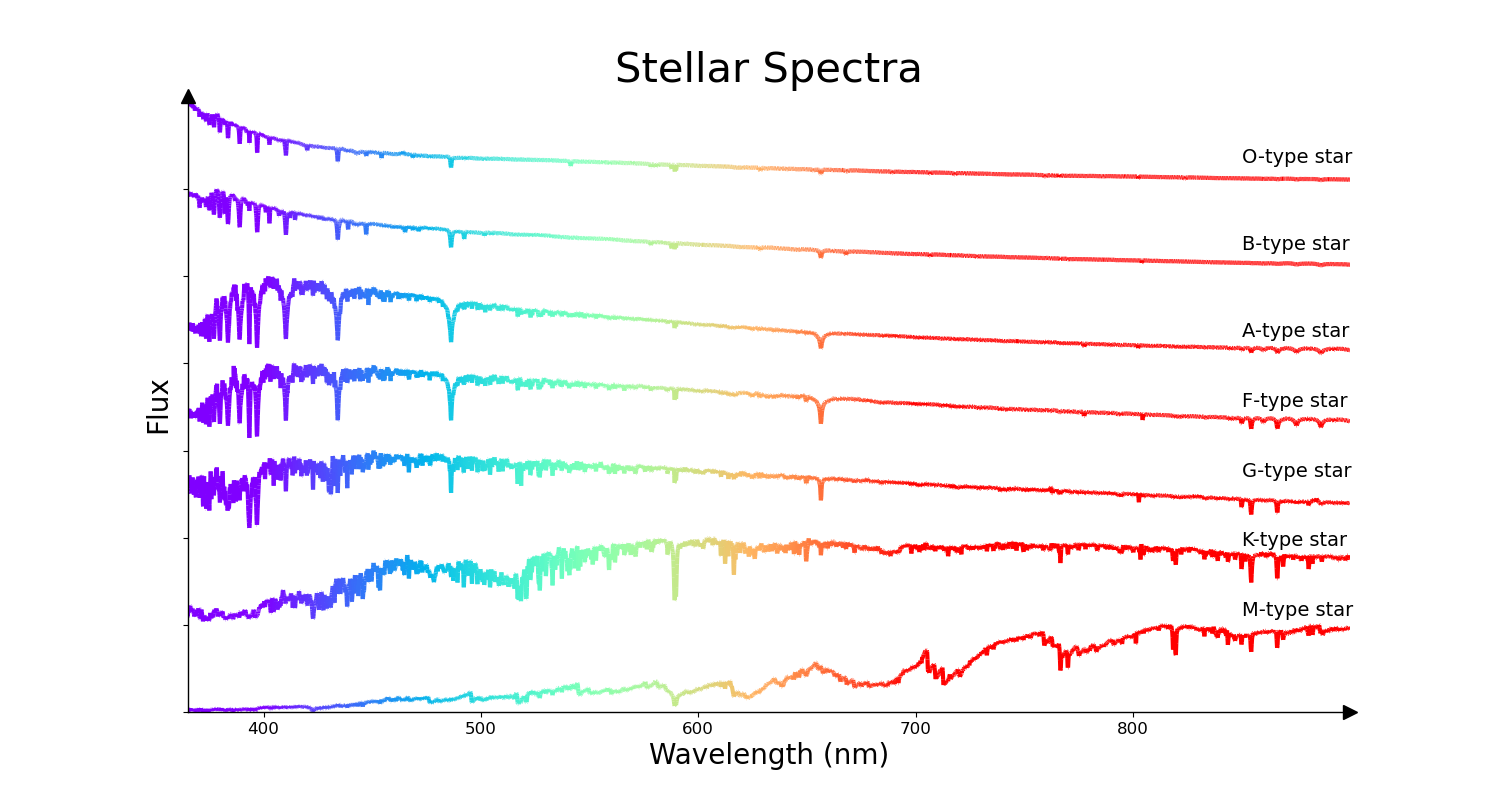 Stellar Spectra
O-type star
B-type star
A-type star
F-type star
G-type star
K-type star
M-type star
Flux
400 500 600 700 800
Wavelength (nm)